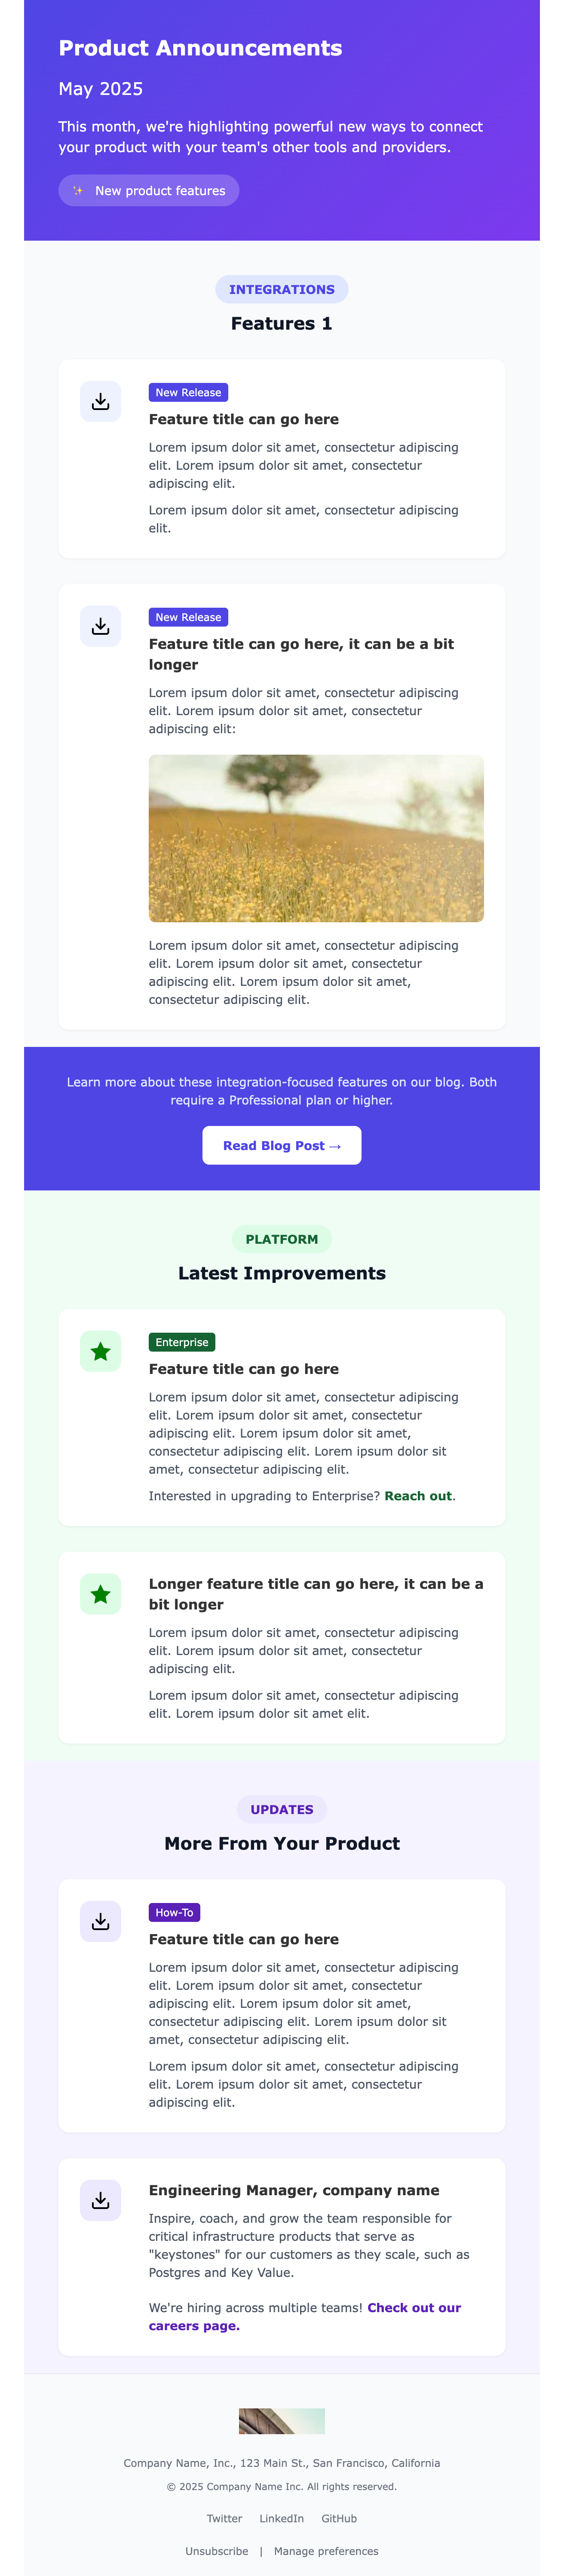 Product Announcements
May 2025
This month, we're highlighting powerful new ways to connect
your product with your team's other tools and providers.
✨ New product features
INTEGRATIONS
Features 1
New Release
Feature title can go here
Lorem ipsum dolor sit amet, consectetur adipiscing
elit. Lorem ipsum dolor sit amet, consectetur
adipiscing elit.
Lorem ipsum dolor sit amet, consectetur adipiscing
elit.
New Release
Feature title can go here, it can be a bit
longer
Lorem ipsum dolor sit amet, consectetur adipiscing
elit. Lorem ipsum dolor sit amet, consectetur
adipiscing elit:
Lorem ipsum dolor sit amet, consectetur adipiscing
elit. Lorem ipsum dolor sit amet, consectetur
adipiscing elit. Lorem ipsum dolor sit amet,
consectetur adipiscing elit.
Learn more about these integration-focused features on our blog. Both
require a Professional plan or higher.
Read Blog Post →
PLATFORM
Latest Improvements
Enterprise
Feature title can go here
Lorem ipsum dolor sit amet, consectetur adipiscing
elit. Lorem ipsum dolor sit amet, consectetur
adipiscing elit. Lorem ipsum dolor sit amet,
consectetur adipiscing elit. Lorem ipsum dolor sit
amet, consectetur adipiscing elit.
Interested in upgrading to Enterprise? Reach out.
Longer feature title can go here, it can be a
bit longer
Lorem ipsum dolor sit amet, consectetur adipiscing
elit. Lorem ipsum dolor sit amet, consectetur
adipiscing elit.
Lorem ipsum dolor sit amet, consectetur adipiscing
elit. Lorem ipsum dolor sit amet elit.
UPDATES
More From Your Product
How-To
Feature title can go here
Lorem ipsum dolor sit amet, consectetur adipiscing
elit. Lorem ipsum dolor sit amet, consectetur
adipiscing elit. Lorem ipsum dolor sit amet,
consectetur adipiscing elit. Lorem ipsum dolor sit
amet, consectetur adipiscing elit.
Lorem ipsum dolor sit amet, consectetur adipiscing
elit. Lorem ipsum dolor sit amet, consectetur
adipiscing elit.
Engineering Manager, company name
Inspire, coach, and grow the team responsible for
critical infrastructure products that serve as
"keystones" for our customers as they scale, such as
Postgres and Key Value.
We're hiring across multiple teams! Check out our
careers page.
Company Name, Inc., 123 Main St., San Francisco, California
© 2025 Company Name Inc. All rights reserved.
Twitter LinkedIn GitHub
Unsubscribe | Manage preferences